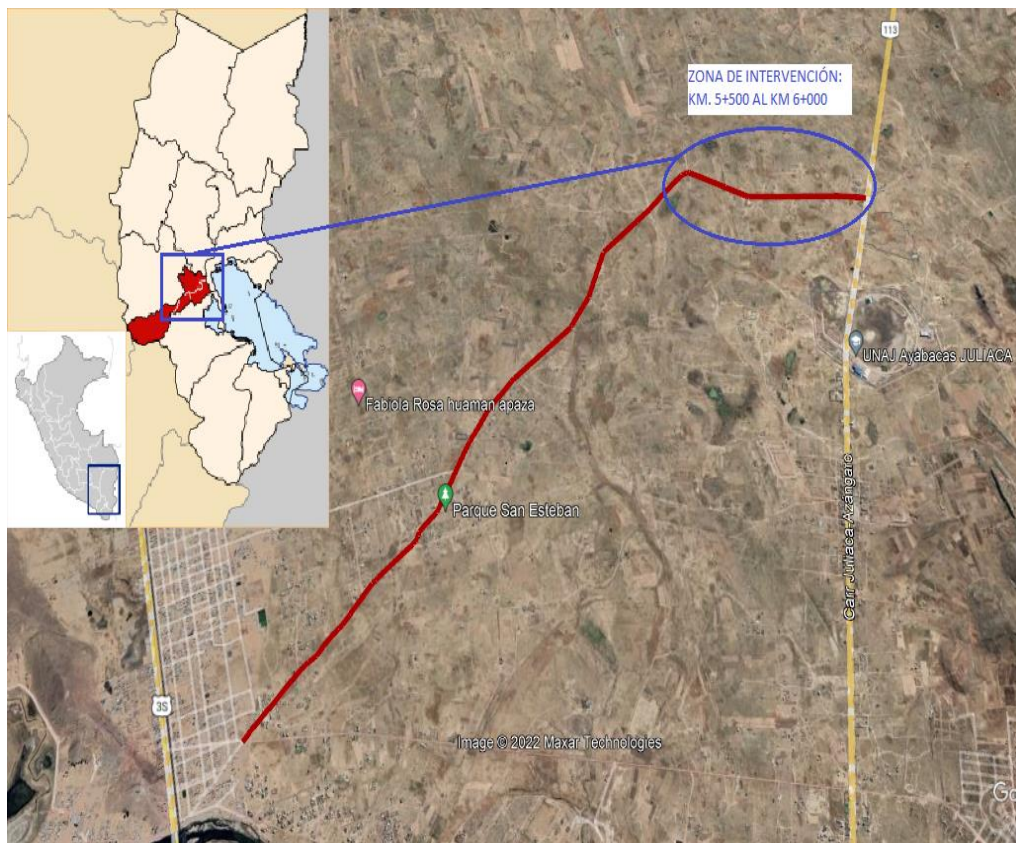 113
ZONA DE INTERVENCIÓN:
KM. 5+500 AL KM 6+000
UNAJ Ayabacas JULIACA
Fabiola Rosa huaman apaza
Parque San Esteban
Carr Juliaca-Azángaro
3S
Image © 2022 Maxar Technologies
Go